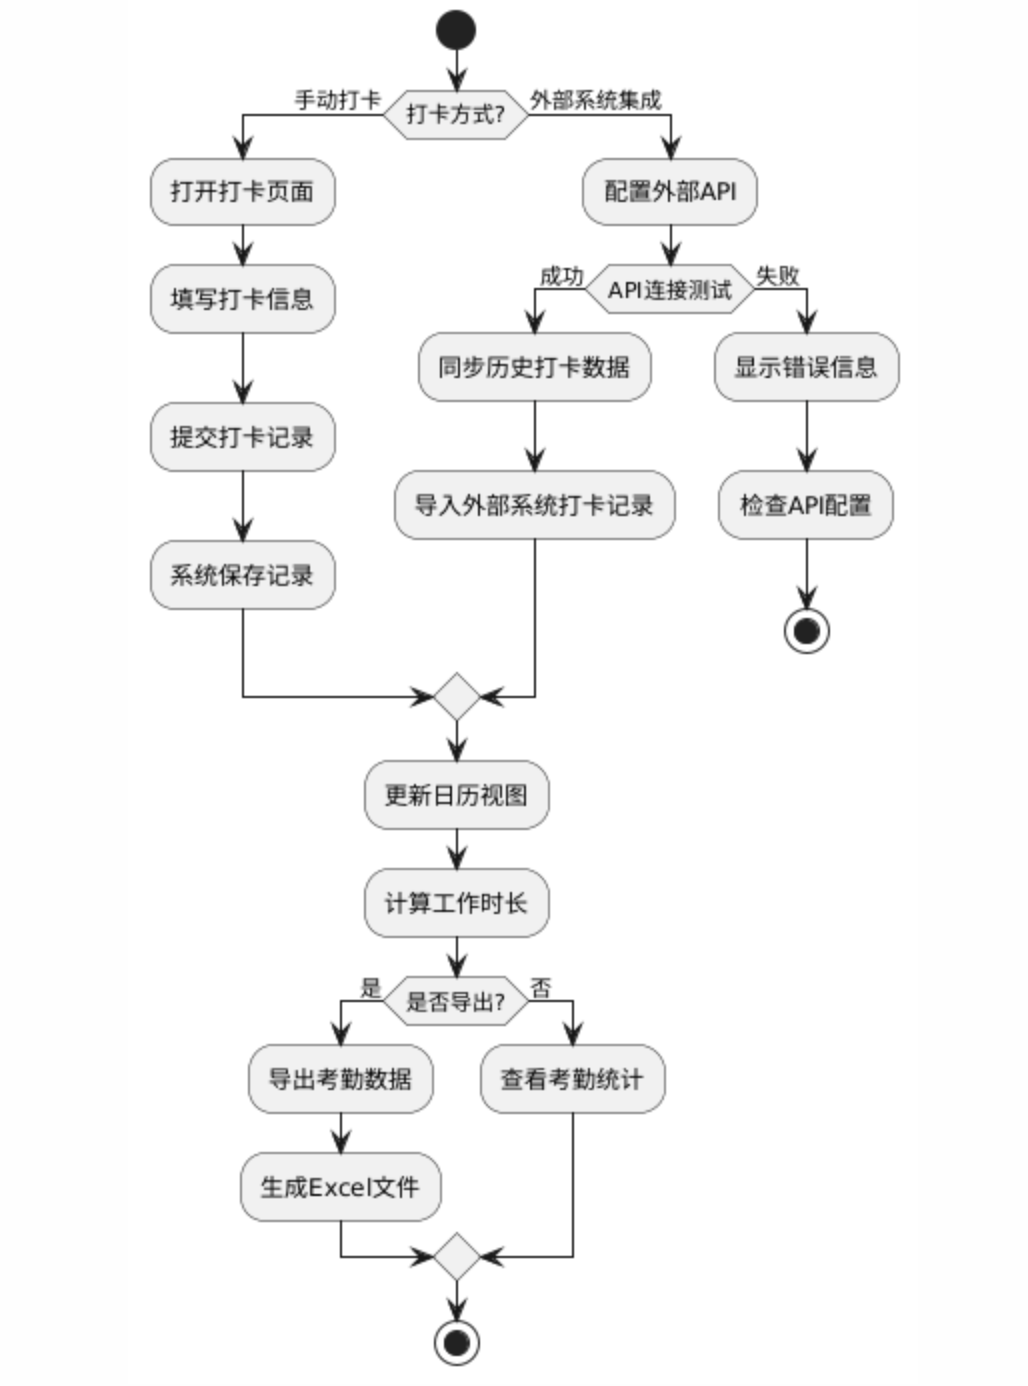 手动打卡
打卡方式?
外部系统集成
打开打卡页面
配置外部API
填写打卡信息
成功
API连接测试
失败
同步历史打卡数据
显示错误信息
提交打卡记录
导入外部系统打卡记录
检查API配置
系统保存记录
更新日历视图
计算工作时长
是
是否导出?
否
导出考勤数据
查看考勤统计
生成Excel文件